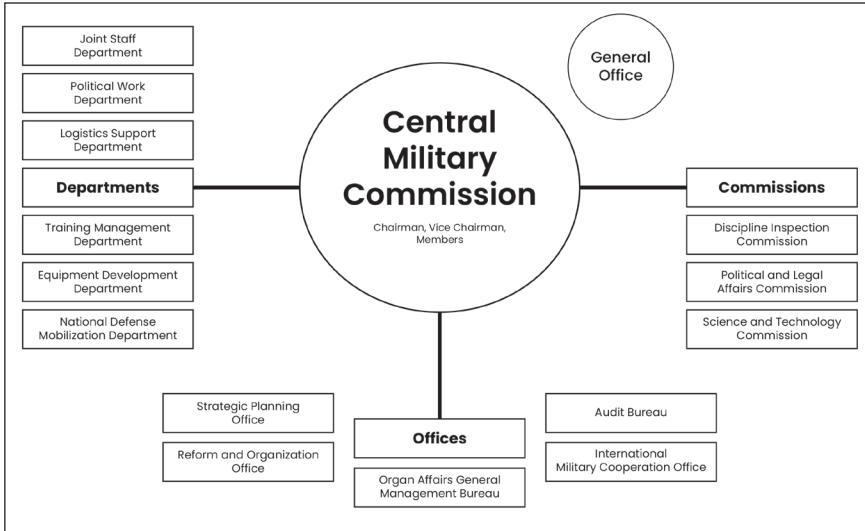 Joint Staff
Department
Political Work
Department
Logistics Support
Department
Departments
Training Management
Department
Equipment Development
Department
National Defense
Mobilization Department
General
Office
Central
Military
Commission
Chairman, Vice Chairman,
Members
Commissions
Discipline Inspection
Commission
Political and Legal
Affairs Commission
Science and Technology
Commission
Strategic Planning
Office
Reform and Organization
Office
Offices
Organ Affairs General
Management Bureau
Audit Bureau
International
Military Cooperation Office